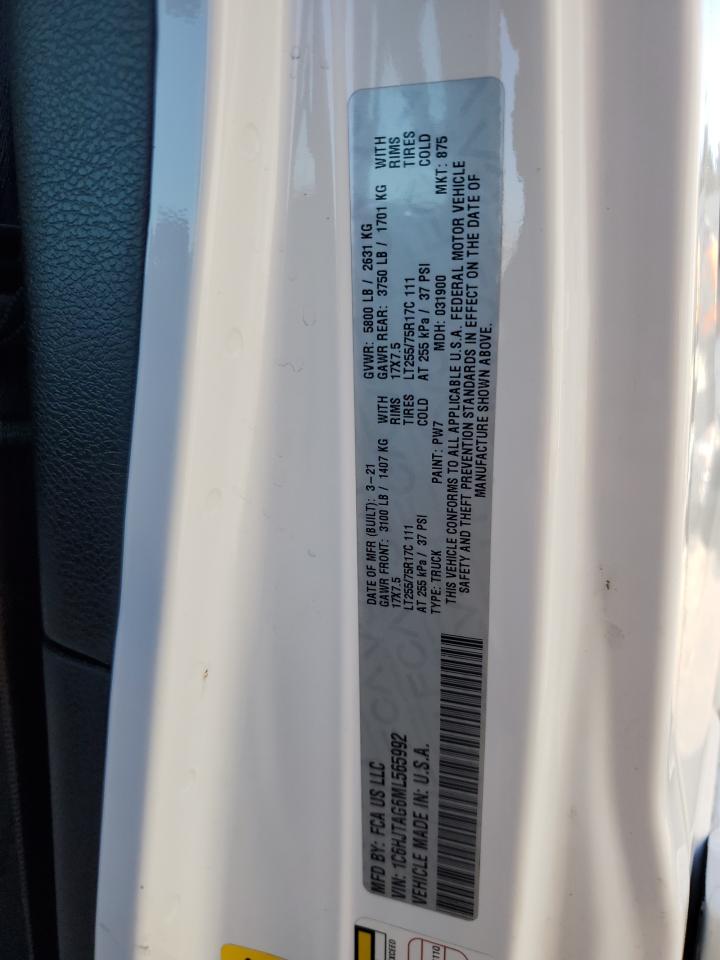 MFD BY: FCA US LLC
VIN: 1C6HJTAG6ML565992
VEHICLE MADE IN: U.S.A.
DATE OF MFR (BUILT): 3-21 GVWR: 5800 LB / 2631 KG
GAWR FRONT: 3100 LB / 1407 KG WITH GAWR REAR: 3750 LB / 1701 KG WITH
17X7.5 RIMS 17X7.5 RIMS
LT255/75R17C 111 TIRES LT255/75R17C 111 TIRES
AT 255 kPa / 37 PSI COLD AT 255 kPa / 37 PSI COLD
TYPE: TRUCK PAINT: PW7 MDH: 031900 MKT: 875
THIS VEHICLE CONFORMS TO ALL APPLICABLE U.S.A. FEDERAL MOTOR VEHICLE
SAFETY AND THEFT PREVENTION STANDARDS IN EFFECT ON THE DATE OF
MANUFACTURE SHOWN ABOVE.
EXCEED
110